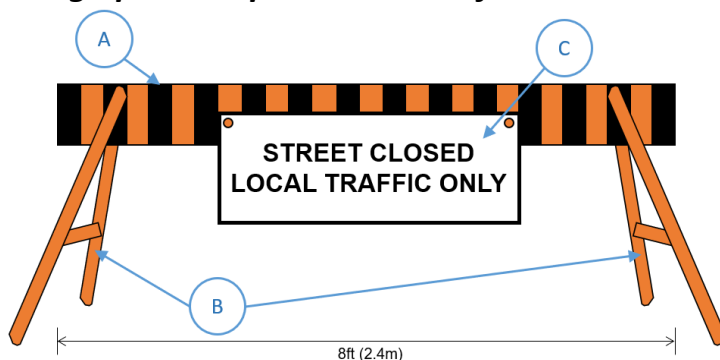 A
C
STREET CLOSED
LOCAL TRAFFIC ONLY
B
8ft (2.4m)